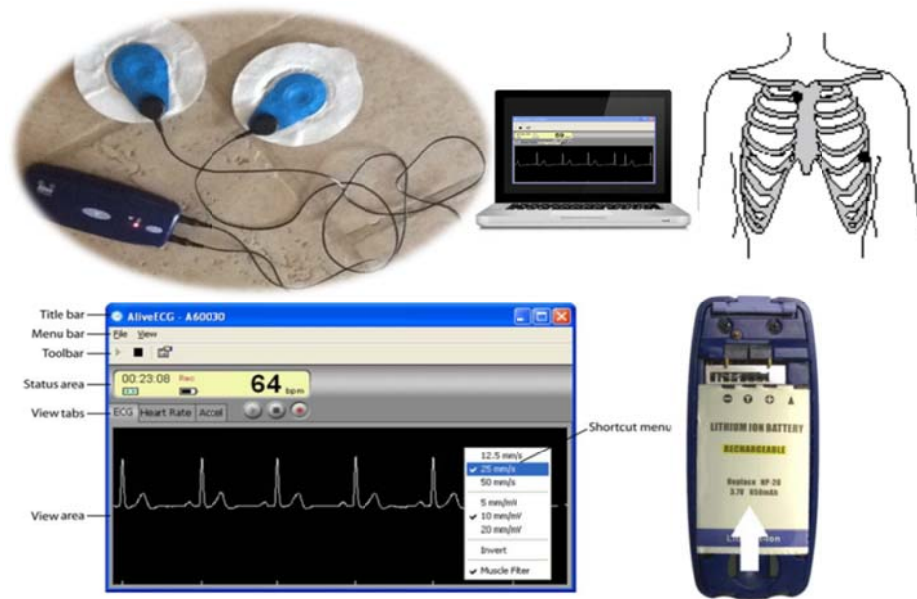 Title bar
AliveECG - A60030
Menu bar
File View
Toolbar
Status area
00:23:08 Rec 64 bpm
View tabs
ECG Heart Rate Accel
Shortcut menu
12.5 mm/s
25 mm/s
50 mm/s
5 mm/mV
10 mm/mV
20 mm/mV
Invert
Muscle Filter
View area
LITHIUM ION BATTERY
RECHARGEABLE
Replace NP-20
3.7V 650mAh